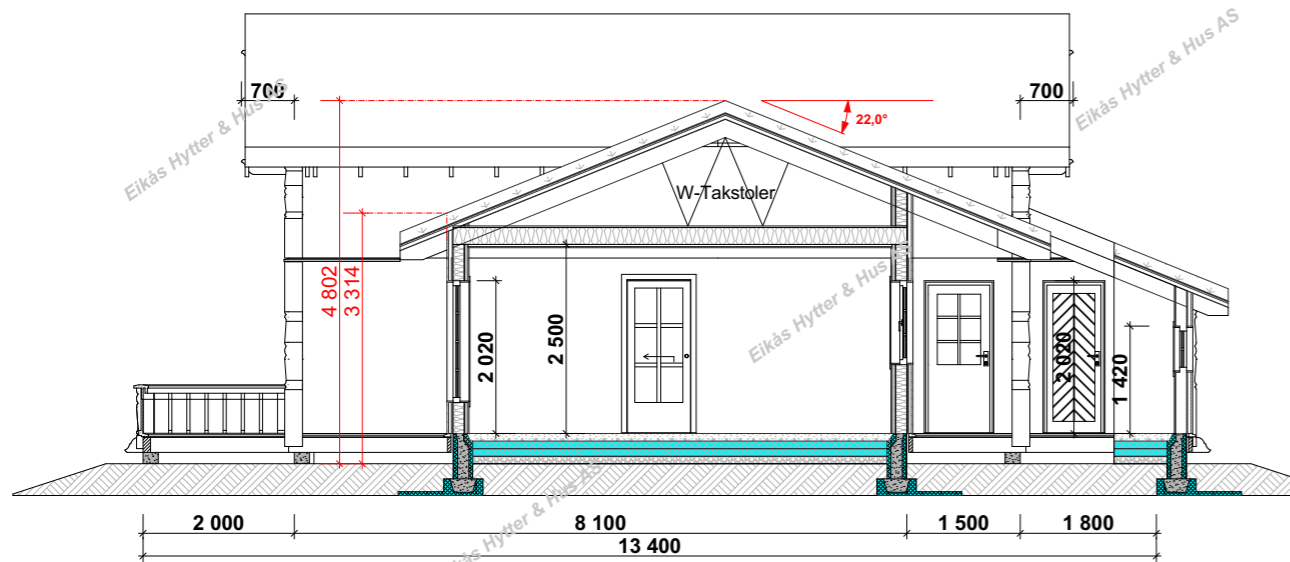 Eikås Hytter & Hus AS
Eikås Hytter & Hus AS
700
700
22,0°
W-Takstoler
4 802
3 314
2 020
2 500
Eikås Hytter & Hus AS
2 020
1 420
Eikås Hytter & Hus AS
2 000
8 100
1 500
1 800
13 400